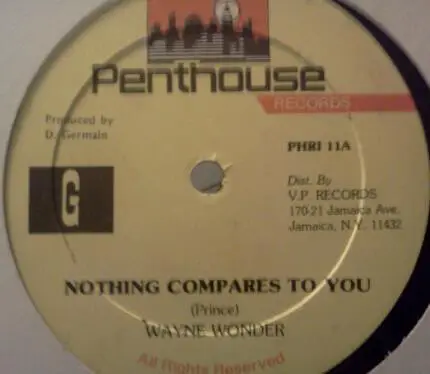 Penthouse
RECORDS
Produced by
D. Germain
G
PHRI 11A
Dist. By
V.P. RECORDS
170-21 Jamaica Ave.
Jamaica, N.Y. 11432
NOTHING COMPARES TO YOU
(Prince)
WAYNE WONDER
All Rights Reserved